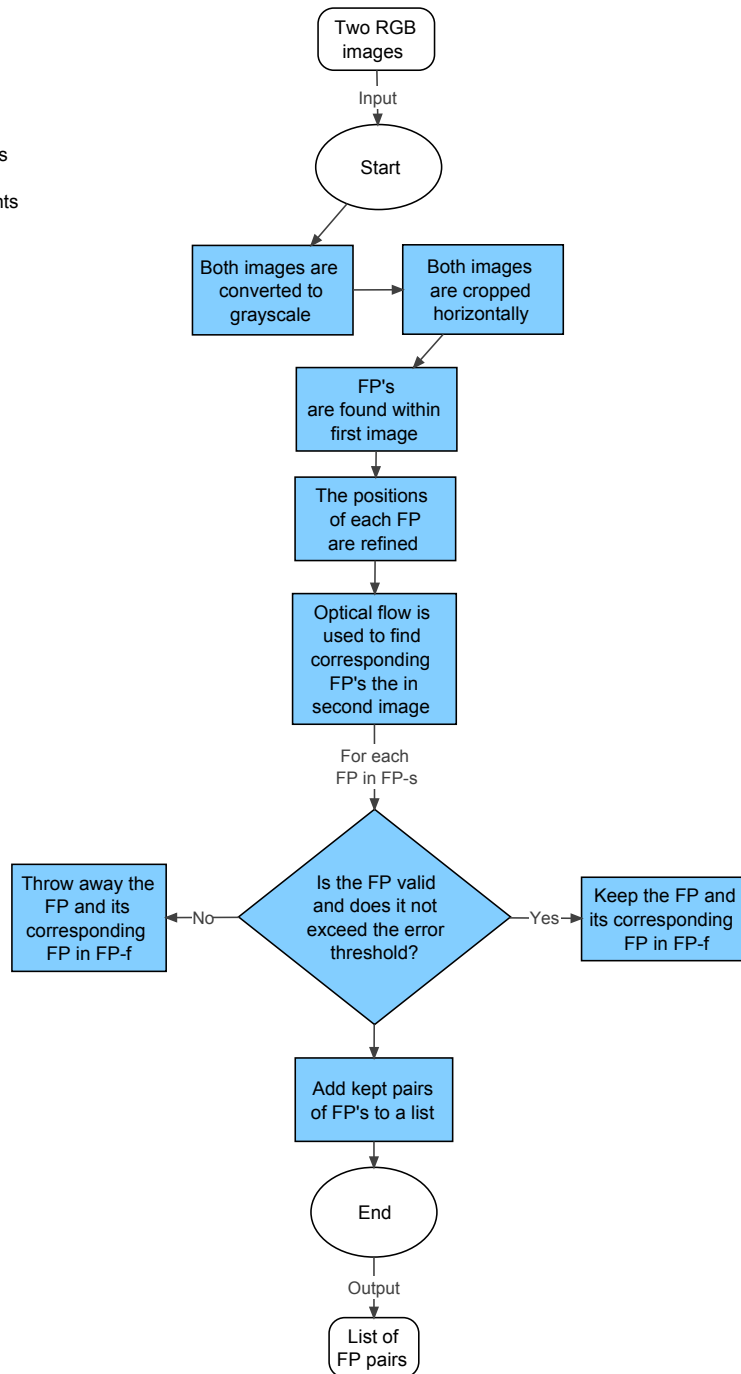 Two RGB
images
Input
s
nts
Start
Both images are
converted to
grayscale
Both images
are cropped
horizontally
FP's
are found within
first image
The positions
of each FP
are refined
Optical flow is
used to find
corresponding
FP's the in
second image
For each
FP in FP-s
Is the FP valid
and does it not
exceed the error
threshold?
No
Throw away the
FP and its
corresponding
FP in FP-f
Yes
Keep the FP and
its corresponding
FP in FP-f
Add kept pairs
of FP's to a list
End
Output
List of
FP pairs